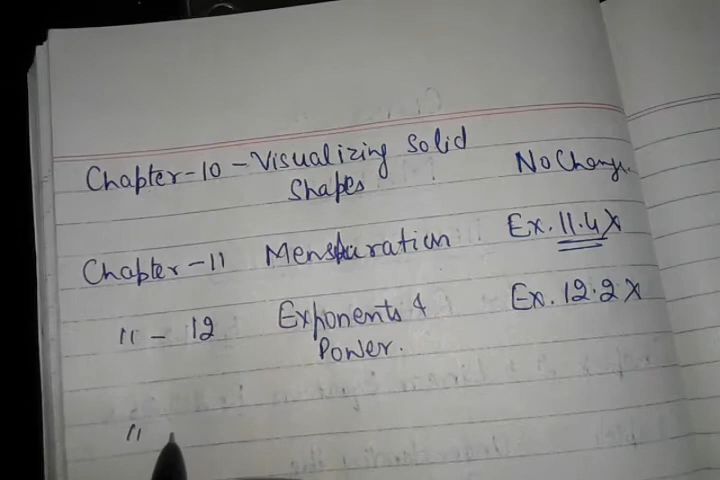 Chapter-10 - Visualizing Solid Shapes No Change.
Chapter-11 Mensuration Ex. 11.4 X
" - 12 Exponents & Power. Ex. 12.2 X
"